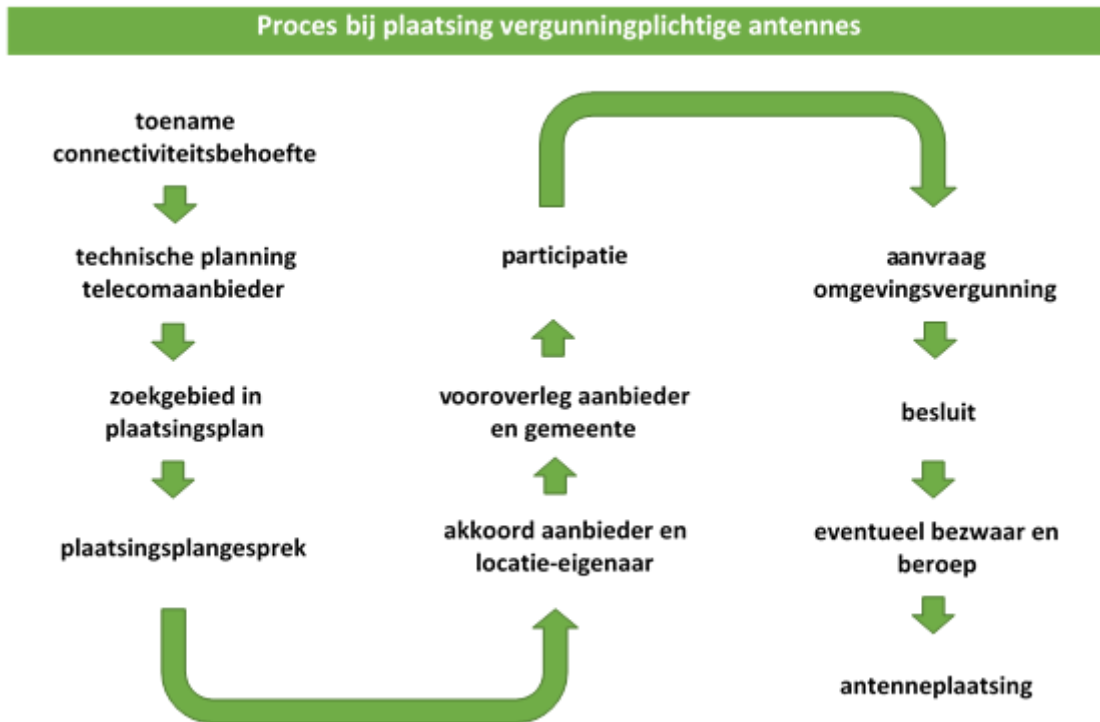 Proces bij plaatsing vergunningplichtige antennes
toename
connectiviteitsbehoefte
technische planning
telecomaanbieder
zoekgebied in
plaatsingsplan
plaatsingsplangesprek
akkoord aanbieder en
locatie-eigenaar
vooroverleg aanbieder
en gemeente
participatie
aanvraag
omgevingsvergunning
besluit
eventueel bezwaar en
beroep
antenneplaatsing